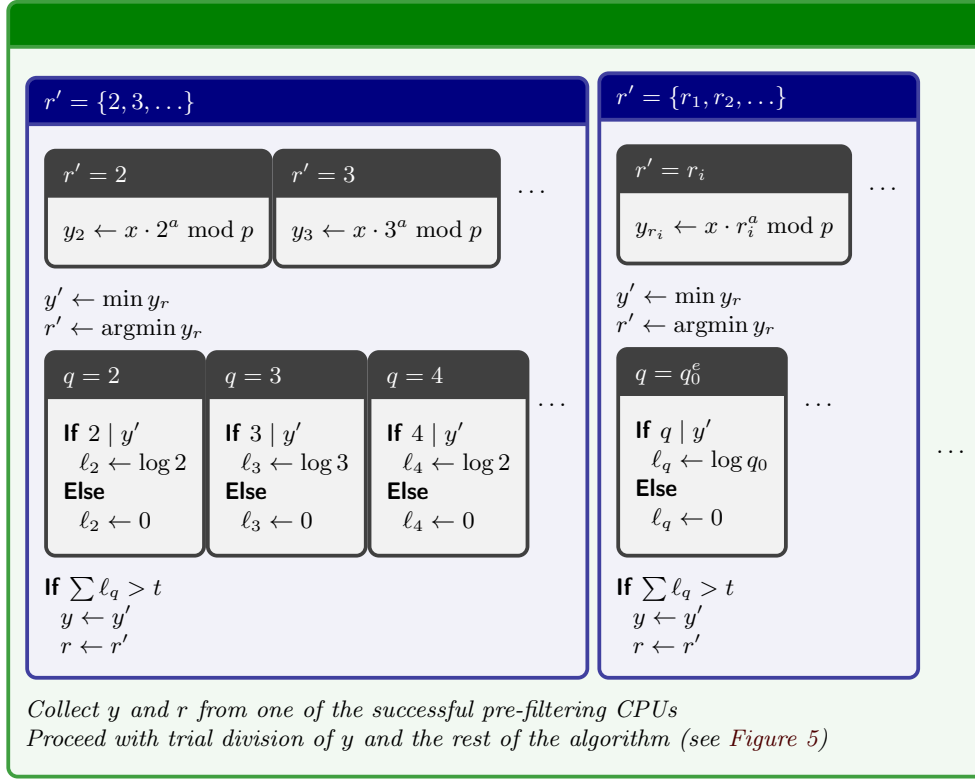 r′ = {2, 3, …}
r′ = 2
y₂ ← x · 2ᵃ mod p
r′ = 3
y₃ ← x · 3ᵃ mod p
…
y′ ← min yᵣ
r′ ← argmin yᵣ
q = 2
If 2 | y′
ℓ₂ ← log 2
Else
ℓ₂ ← 0
q = 3
If 3 | y′
ℓ₃ ← log 3
Else
ℓ₃ ← 0
q = 4
If 4 | y′
ℓ₄ ← log 2
Else
ℓ₄ ← 0
…
If ∑ ℓ_q > t
y ← y′
r ← r′
r′ = {r₁, r₂, …}
r′ = rᵢ
y_{rᵢ} ← x · rᵢᵃ mod p
…
y′ ← min yᵣ
r′ ← argmin yᵣ
q = q₀ᵉ
If q | y′
ℓ_q ← log q₀
Else
ℓ_q ← 0
…
If ∑ ℓ_q > t
y ← y′
r ← r′
…
Collect y and r from one of the successful pre-filtering CPUs
Proceed with trial division of y and the rest of the algorithm (see Figure 5)